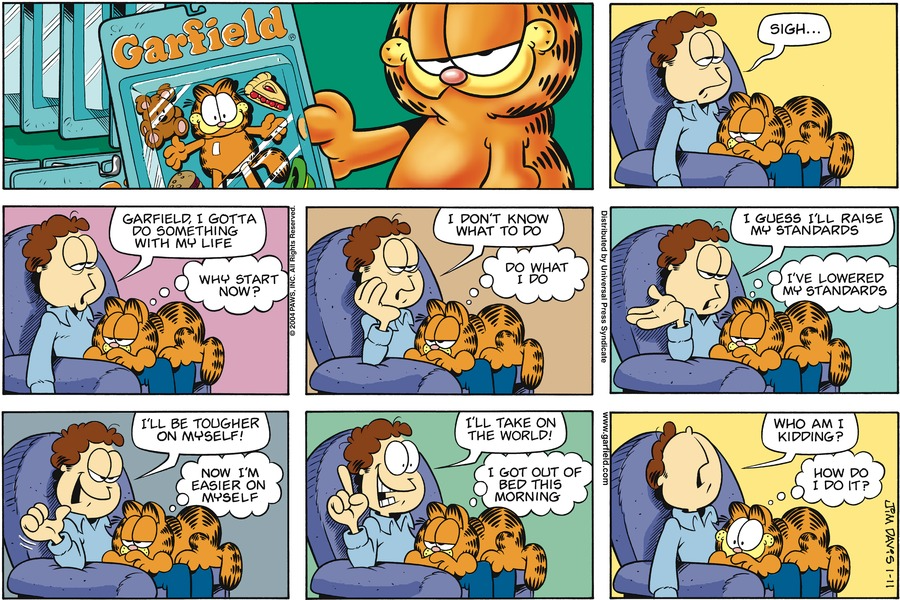 Garfield®
SIGH...
GARFIELD, I GOTTA
DO SOMETHING
WITH MY LIFE
WHY START
NOW?
© 2004 PAWS, INC. All Rights Reserved.
I DON'T KNOW
WHAT TO DO
DO WHAT
I DO
Distributed by Universal Press Syndicate
I GUESS I'LL RAISE
MY STANDARDS
I'VE LOWERED
MY STANDARDS
I'LL BE TOUGHER
ON MYSELF!
NOW I'M
EASIER ON
MYSELF
I'LL TAKE ON
THE WORLD!
I GOT OUT OF
BED THIS
MORNING
www.garfield.com
WHO AM I
KIDDING?
HOW DO
I DO IT?
JIM DAVIS 1-11